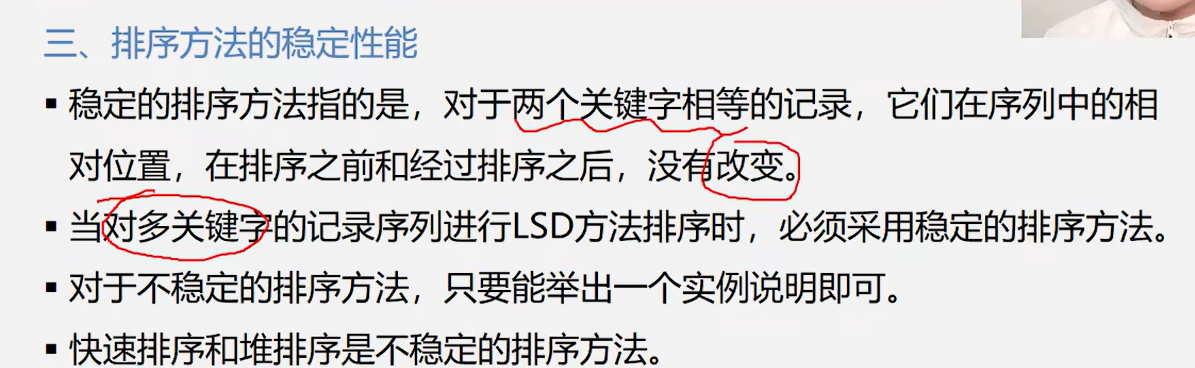 三、排序方法的稳定性能
▪ 稳定的排序方法指的是，对于两个关键字相等的记录，它们在序列中的相
对位置，在排序之前和经过排序之后，没有改变。
▪ 当对多关键字的记录序列进行LSD方法排序时，必须采用稳定的排序方法。
▪ 对于不稳定的排序方法，只要能举出一个实例说明即可。
▪ 快速排序和堆排序是不稳定的排序方法。